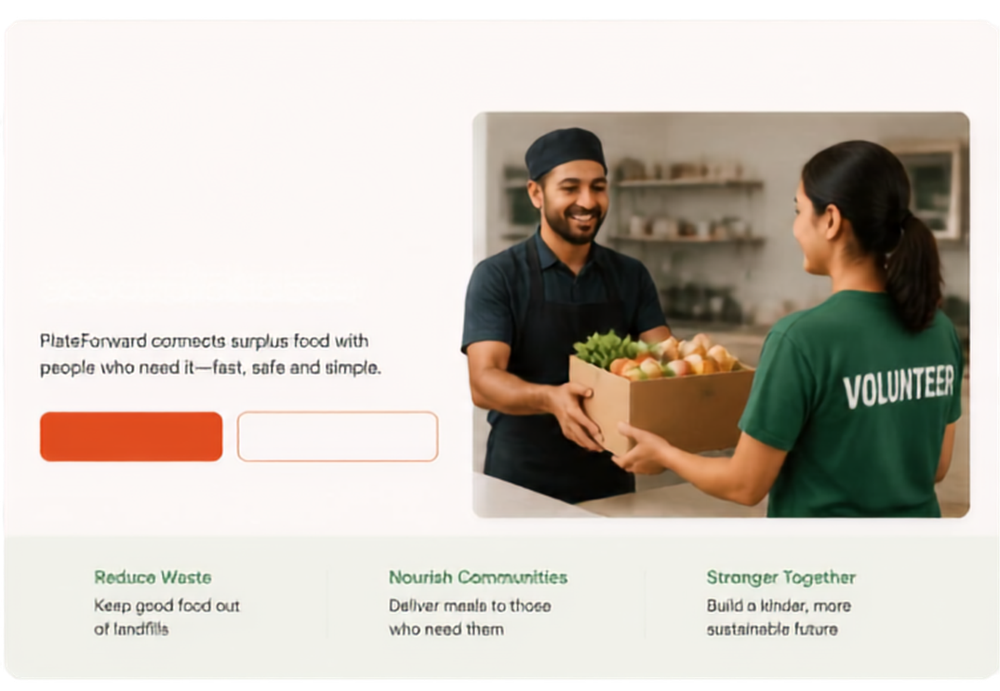 PlateForward connects surplus food with
people who need it—fast, safe and simple.
VOLUNTEER
Reduce Waste
Keep good food out
of landfills
Nourish Communities
Deliver meals to those
who need them
Stronger Together
Build a kinder, more
sustainable future